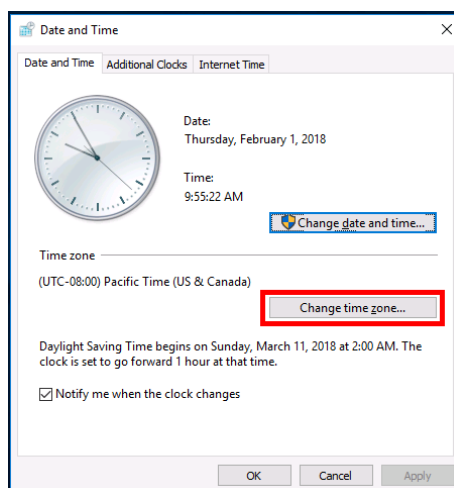 Date and Time
Date and Time Additional Clocks Internet Time
Date:
Thursday, February 1, 2018
Time:
9:55:22 AM
Change date and time...
Time zone
(UTC-08:00) Pacific Time (US & Canada)
Change time zone...
Daylight Saving Time begins on Sunday, March 11, 2018 at 2:00 AM. The
clock is set to go forward 1 hour at that time.
Notify me when the clock changes
OK Cancel Apply